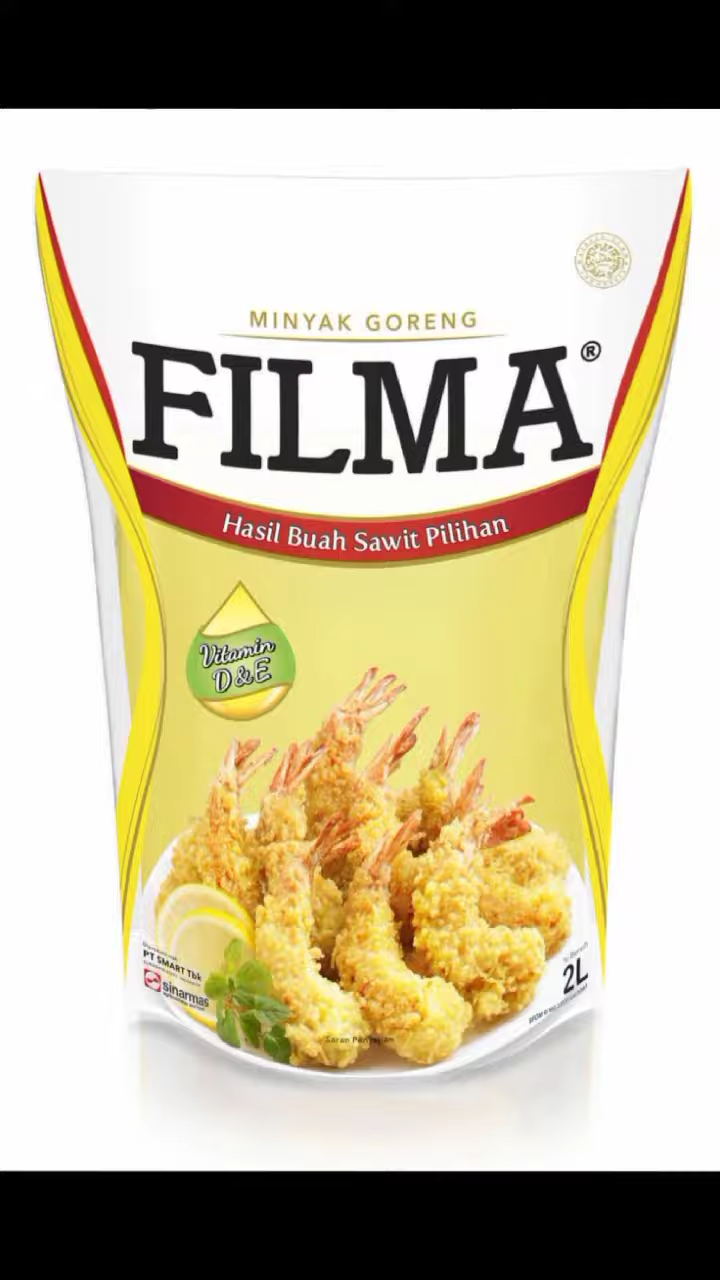 MINYAK GORENG
FILMA®
Hasil Buah Sawit Pilihan
Vitamin
D & E
PT SMART Tbk
sinarmas
2L
Saran Penyajian